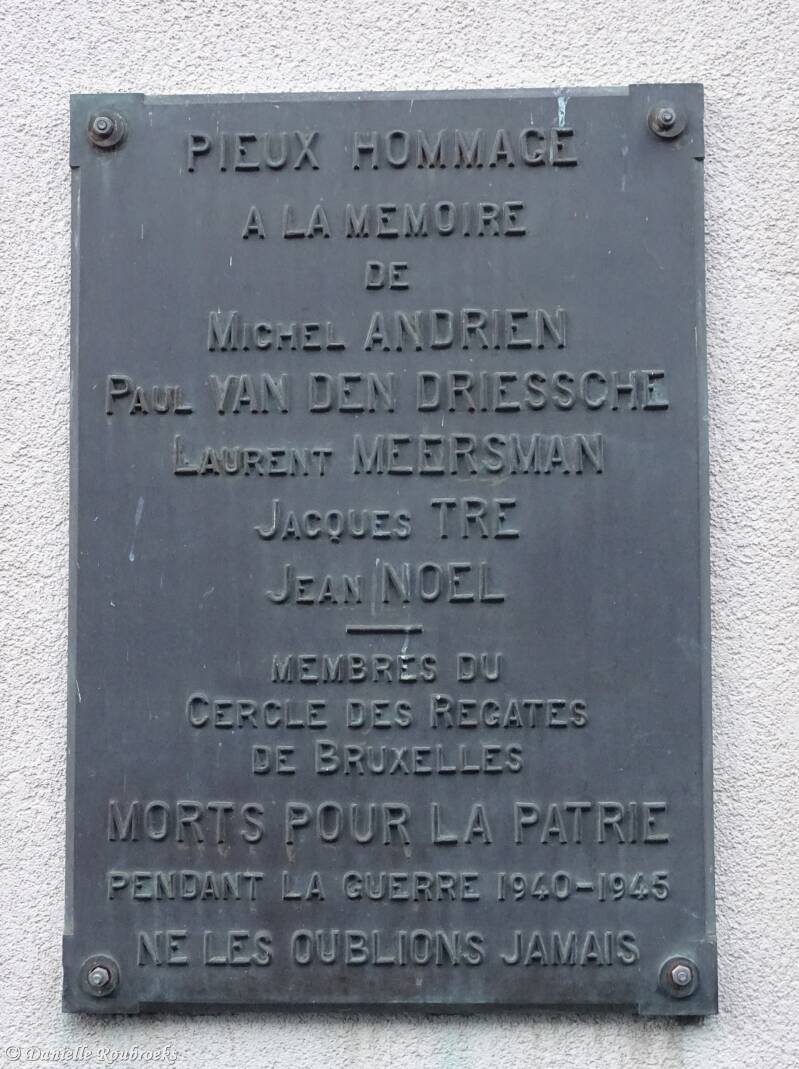 PIEUX HOMMAGE
A LA MEMOIRE
DE
MICHEL ANDRIEN
PAUL VAN DEN DRIESSCHE
LAURENT MEERSMAN
JACQUES TRE
JEAN NOEL
MEMBRES DU
CERCLE DES REGATES
DE BRUXELLES
MORTS POUR LA PATRIE
PENDANT LA GUERRE 1940-1945
NE LES OUBLIONS JAMAIS
© Danielle Roubroeks